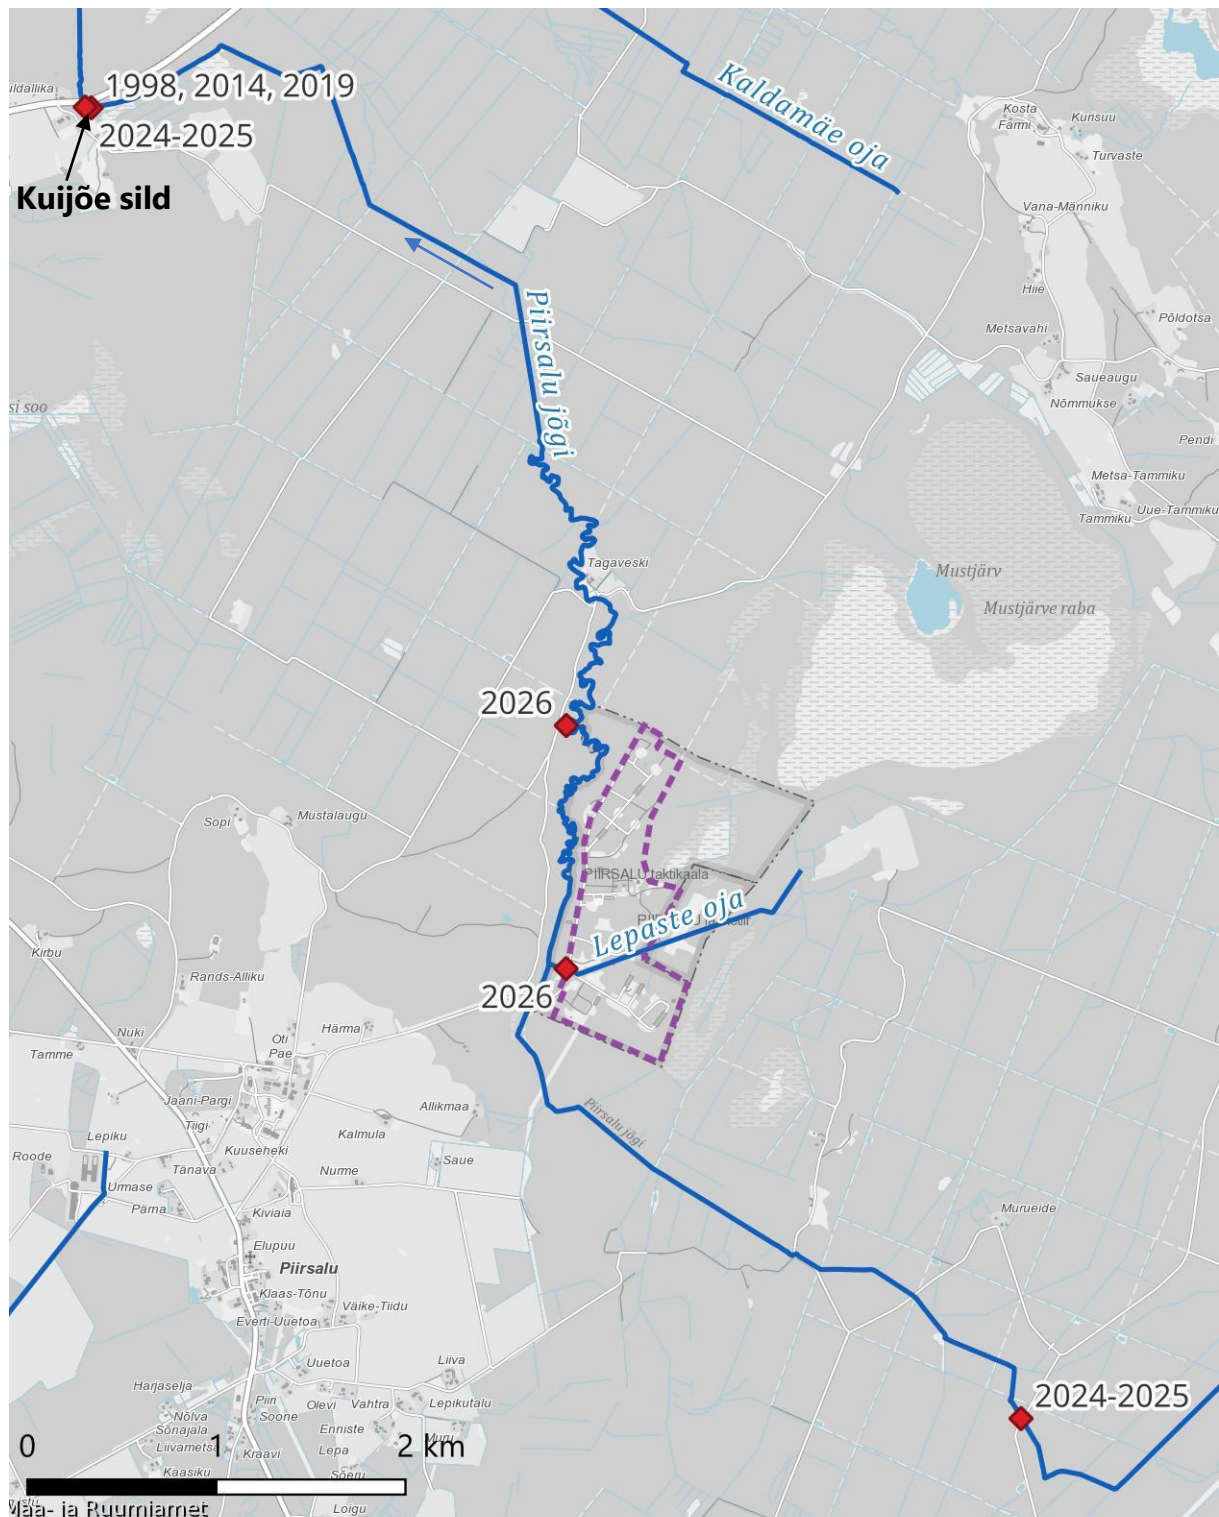 1998, 2014, 2019
2024-2025
Kuijõe sild
Kaldamäe oja
Kosta
Farmi
Kurisuu
Turvaste
Vana-Männiku
Hiie
Põldotsa
Metsavahi
Saueaugu
Nõmmukse
Piirsalu jõgi
si soo
Pendi
Metsa-Tammiku
Tammiku
Uue-Tammiku
Tagaveski
Mustjärv
Mustjärve raba
2026
Sopi
Mustalaugu
PIIRSALU taktikaala
Lepaste oja
Kirbu
Rands-Alliku
2026
Nuki
Härma
Oti
Pae
Tamme
Jaani-Pargi
Tiigi
Allikmaa
Piirsalu jõgi
Kalmula
Lepiku
Kuuseheki
Roode
Tänava
Nurme
Saue
Urmase
Pärna
Kiviaia
Murueide
Elupuu
Piirsalu
Klaas-Tõnu
Väike-Tiidu
Everti-Uuetoa
Uuetoa
Liiva
Harjaselja
Piiri
Olevi
Vahtra
Lepikutalu
2024-2025
Nõlva
Soone
Sõnajala
Enniste
Muru
Liivametsa
Kraavi
Lepa
0 1 2 km
Kaasiku
Sõeru
Loigu
Maa- ja Ruumiamet